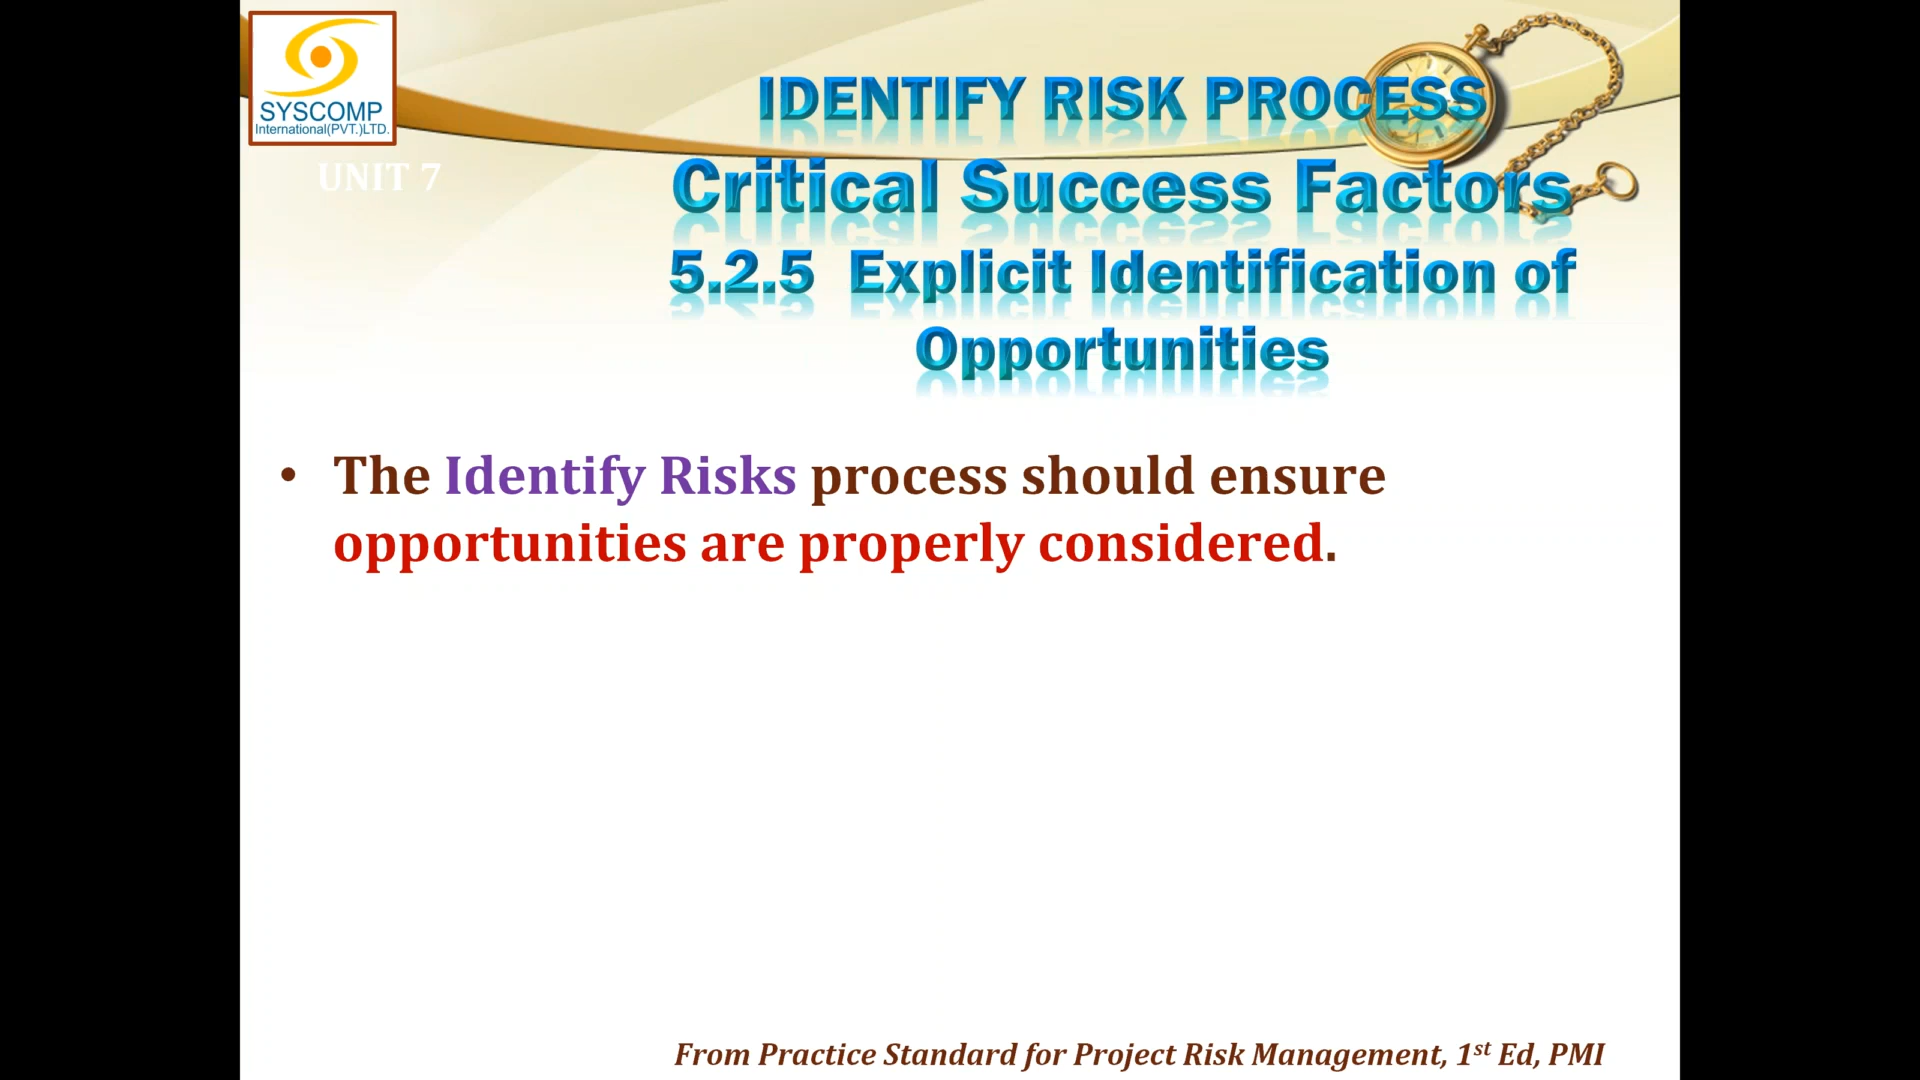 SYSCOMP
International(PVT.)LTD.
UNIT 7
IDENTIFY RISK PROCESS
Critical Success Factors
5.2.5 Explicit Identification of
Opportunities
• The Identify Risks process should ensure
opportunities are properly considered.
From Practice Standard for Project Risk Management, 1st Ed, PMI